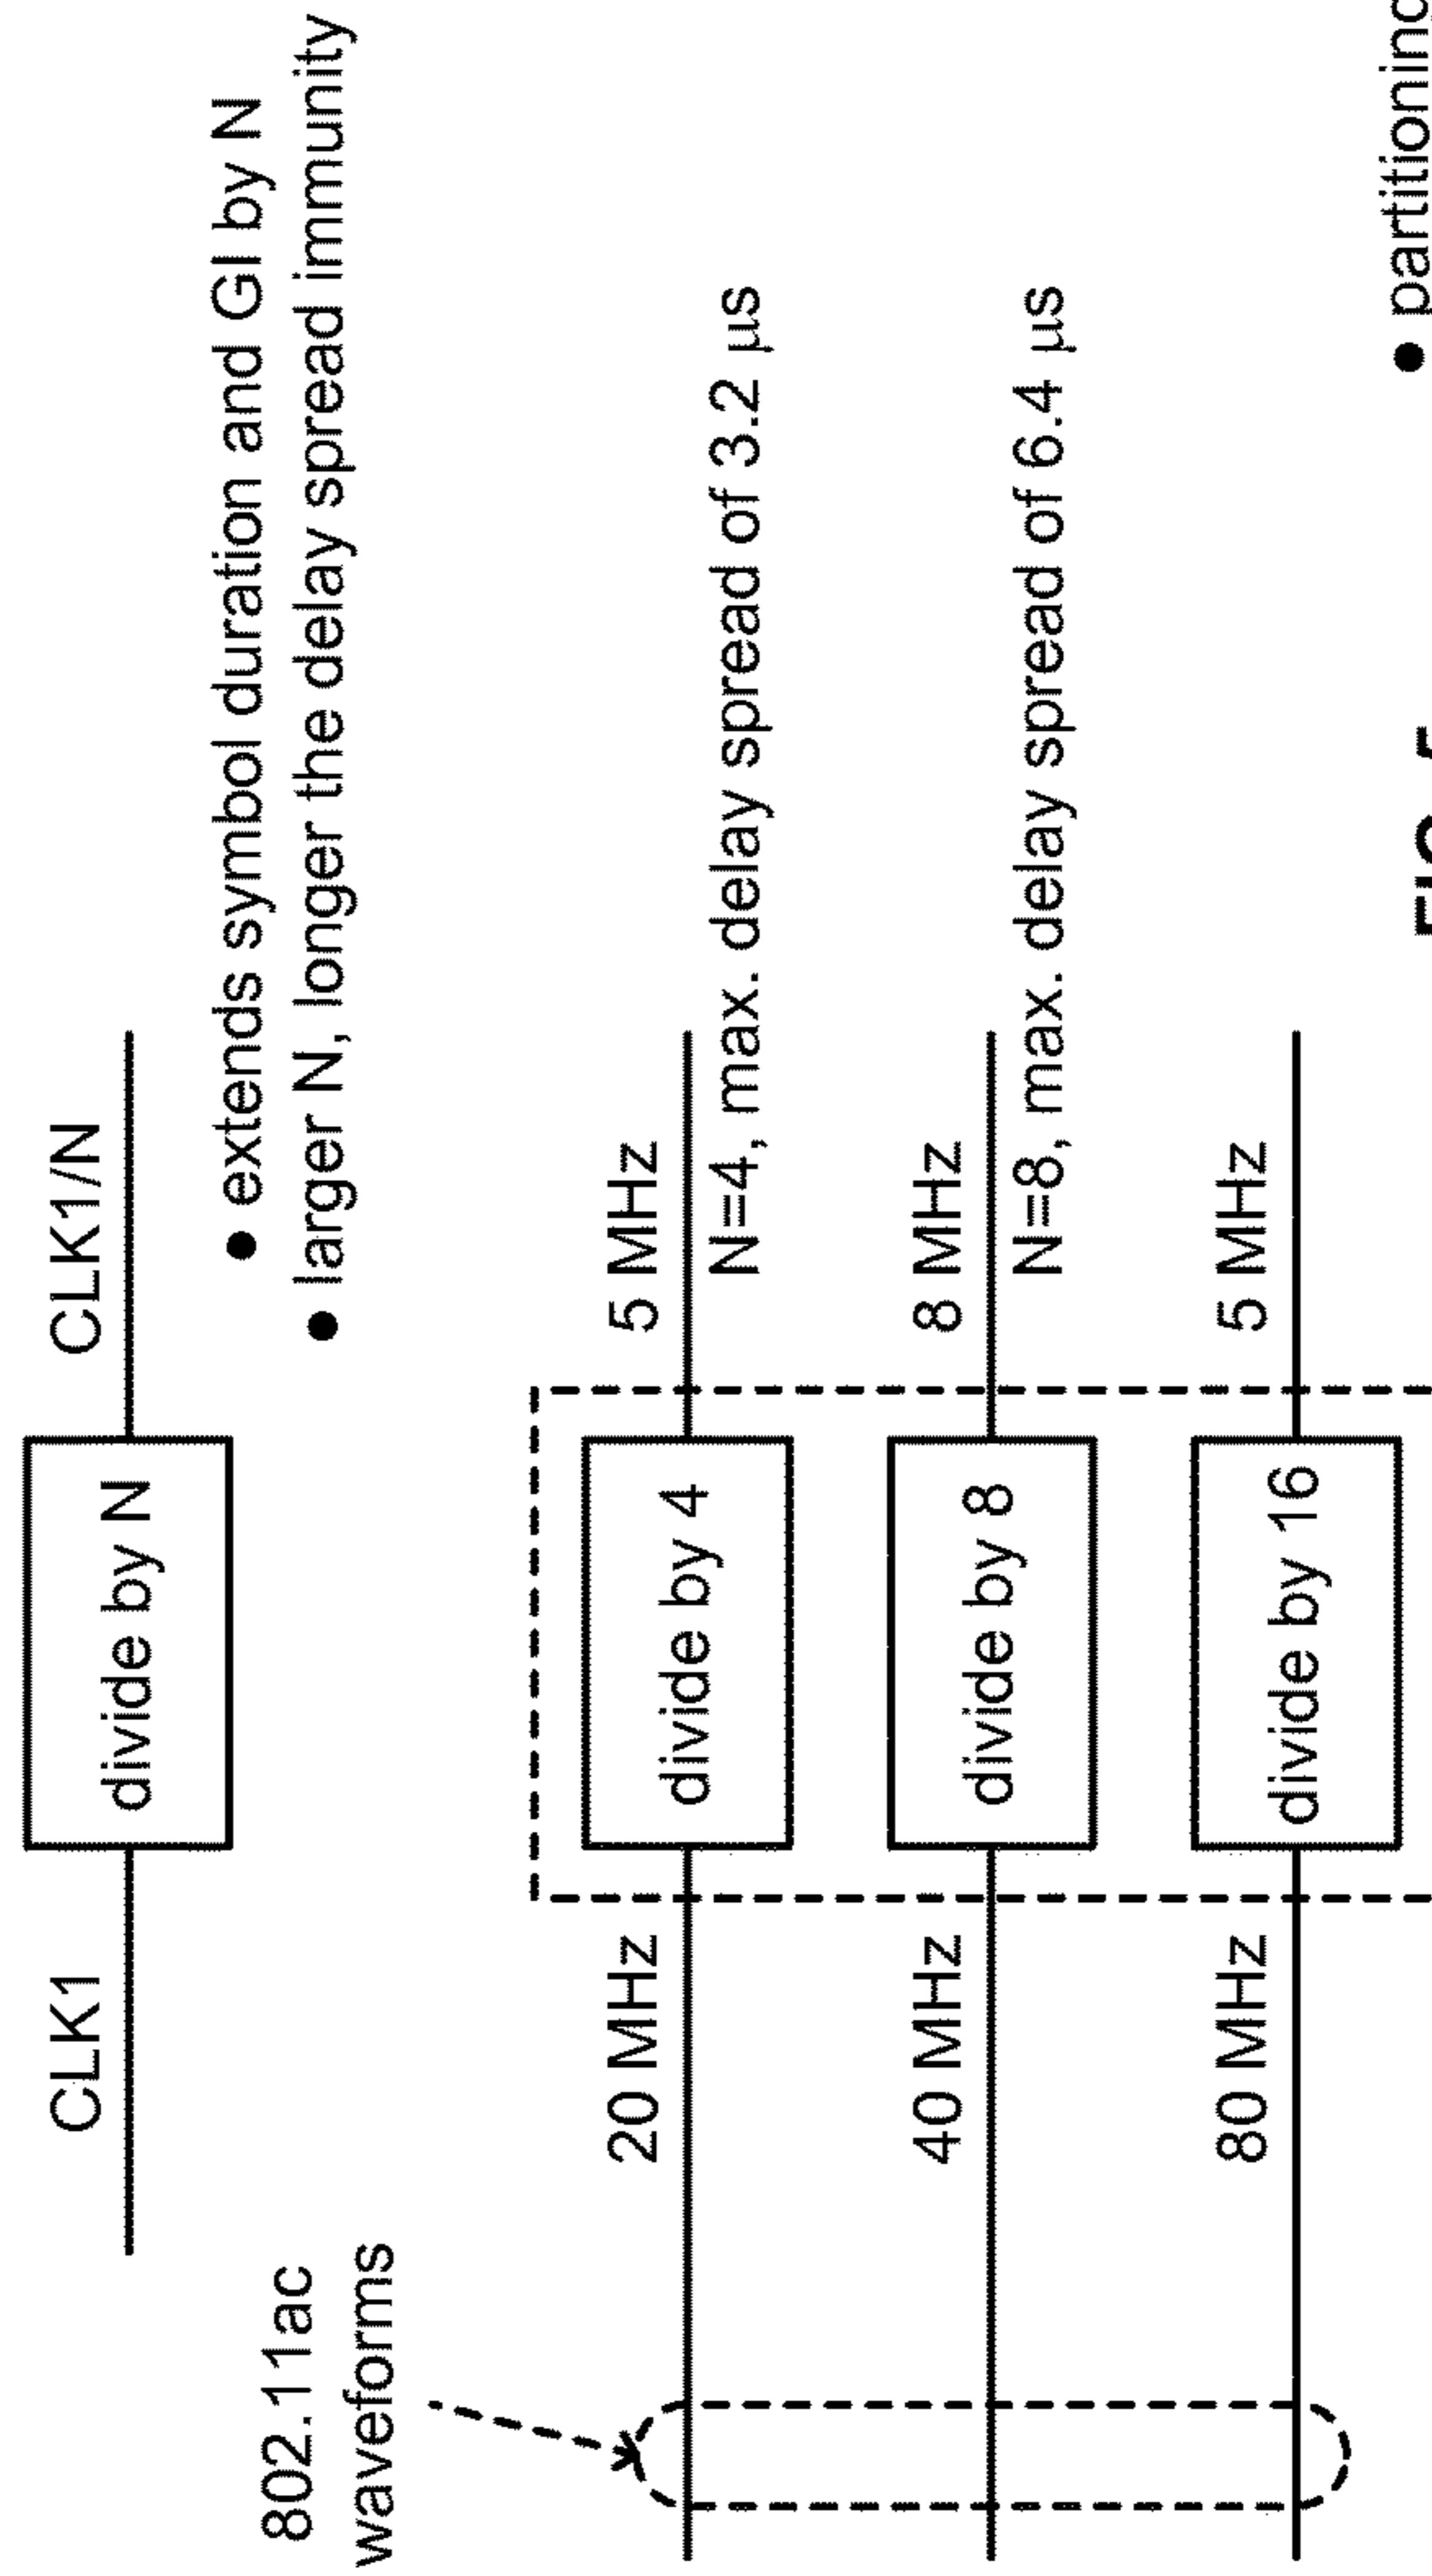 CLK1
divide by N
CLK1/N
● extends symbol duration and GI by N
● larger N, longer the delay spread immunity
802.11ac
waveforms
20 MHz
divide by 4
5 MHz
N=4, max. delay spread of 3.2 μs
40 MHz
divide by 8
8 MHz
N=8, max. delay spread of 6.4 μs
80 MHz
divide by 16
5 MHz
● partitioning